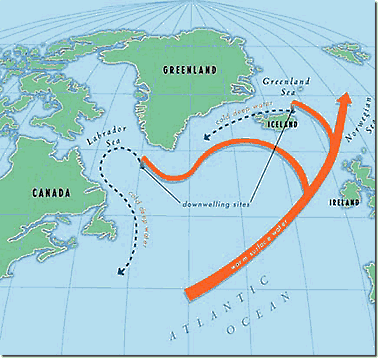 GREENLAND
Greenland
Sea
cold deep water
Norwegian
Sea
ICELAND
Labrador
Sea
CANADA
cold deep water
downwelling sites
IRELAND
warm surface water
ATLANTIC
OCEAN